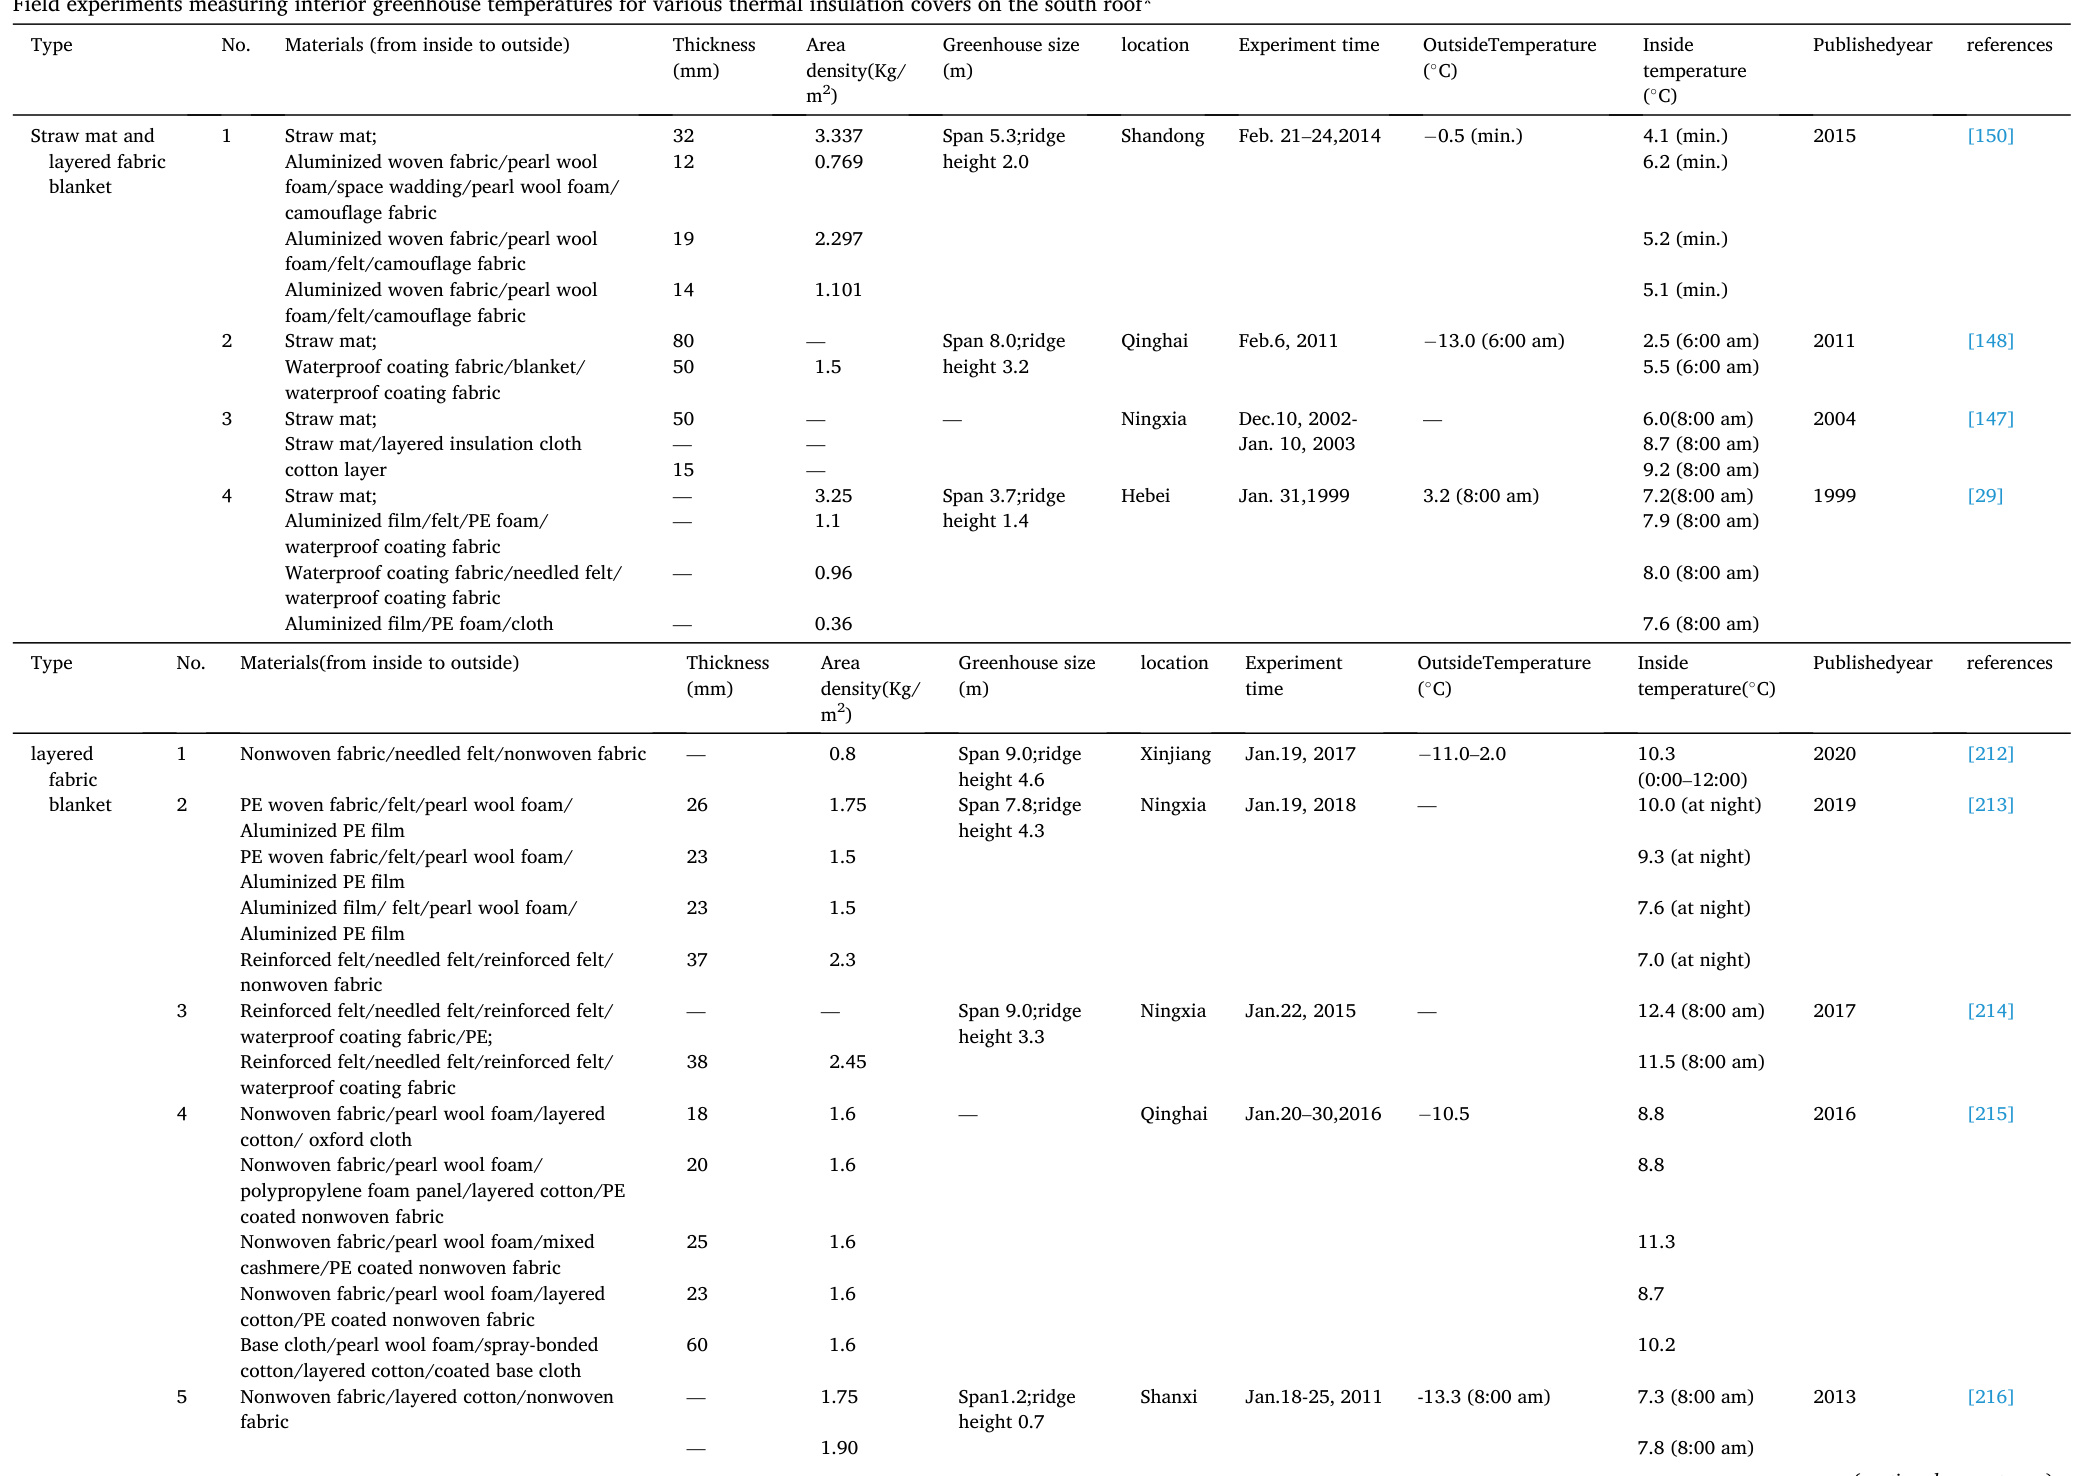 Field experiments measuring interior greenhouse temperatures for various thermal insulation covers on the south roof*
Type No. Materials (from inside to outside) Thickness Area Greenhouse size location Experiment time OutsideTemperature Inside Publishedyear references
(mm) density(Kg/ (m) (°C) temperature
m2) (°C)
Straw mat and 1 Straw mat; 32 3.337 Span 5.3;ridge Shandong Feb. 21–24,2014 −0.5 (min.) 4.1 (min.) 2015 [150]
layered fabric Aluminized woven fabric/pearl wool 12 0.769 height 2.0 6.2 (min.)
blanket foam/space wadding/pearl wool foam/
camouflage fabric
Aluminized woven fabric/pearl wool 19 2.297 5.2 (min.)
foam/felt/camouflage fabric
Aluminized woven fabric/pearl wool 14 1.101 5.1 (min.)
foam/felt/camouflage fabric
2 Straw mat; 80 — Span 8.0;ridge Qinghai Feb.6, 2011 −13.0 (6:00 am) 2.5 (6:00 am) 2011 [148]
Waterproof coating fabric/blanket/ 50 1.5 height 3.2 5.5 (6:00 am)
waterproof coating fabric
3 Straw mat; 50 — — Ningxia Dec.10, 2002- — 6.0(8:00 am) 2004 [147]
Straw mat/layered insulation cloth — — Jan. 10, 2003 8.7 (8:00 am)
cotton layer 15 — 9.2 (8:00 am)
4 Straw mat; — 3.25 Span 3.7;ridge Hebei Jan. 31,1999 3.2 (8:00 am) 7.2(8:00 am) 1999 [29]
Aluminized film/felt/PE foam/ — 1.1 height 1.4 7.9 (8:00 am)
waterproof coating fabric
Waterproof coating fabric/needled felt/ — 0.96 8.0 (8:00 am)
waterproof coating fabric
Aluminized film/PE foam/cloth — 0.36 7.6 (8:00 am)
Type No. Materials(from inside to outside) Thickness Area Greenhouse size location Experiment OutsideTemperature Inside Publishedyear references
(mm) density(Kg/ (m) time (°C) temperature(°C)
m2)
layered 1 Nonwoven fabric/needled felt/nonwoven fabric — 0.8 Span 9.0;ridge Xinjiang Jan.19, 2017 −11.0–2.0 10.3 2020 [212]
fabric height 4.6 (0:00–12:00)
blanket 2 PE woven fabric/felt/pearl wool foam/ 26 1.75 Span 7.8;ridge Ningxia Jan.19, 2018 — 10.0 (at night) 2019 [213]
Aluminized PE film height 4.3
PE woven fabric/felt/pearl wool foam/ 23 1.5 9.3 (at night)
Aluminized PE film
Aluminized film/ felt/pearl wool foam/ 23 1.5 7.6 (at night)
Aluminized PE film
Reinforced felt/needled felt/reinforced felt/ 37 2.3 7.0 (at night)
nonwoven fabric
3 Reinforced felt/needled felt/reinforced felt/ — — Span 9.0;ridge Ningxia Jan.22, 2015 — 12.4 (8:00 am) 2017 [214]
waterproof coating fabric/PE; height 3.3
Reinforced felt/needled felt/reinforced felt/ 38 2.45 11.5 (8:00 am)
waterproof coating fabric
4 Nonwoven fabric/pearl wool foam/layered 18 1.6 — Qinghai Jan.20–30,2016 −10.5 8.8 2016 [215]
cotton/ oxford cloth
Nonwoven fabric/pearl wool foam/ 20 1.6 8.8
polypropylene foam panel/layered cotton/PE
coated nonwoven fabric
Nonwoven fabric/pearl wool foam/mixed 25 1.6 11.3
cashmere/PE coated nonwoven fabric
Nonwoven fabric/pearl wool foam/layered 23 1.6 8.7
cotton/PE coated nonwoven fabric
Base cloth/pearl wool foam/spray-bonded 60 1.6 10.2
cotton/layered cotton/coated base cloth
5 Nonwoven fabric/layered cotton/nonwoven — 1.75 Span1.2;ridge Shanxi Jan.18-25, 2011 -13.3 (8:00 am) 7.3 (8:00 am) 2013 [216]
fabric height 0.7
— 1.90 7.8 (8:00 am)